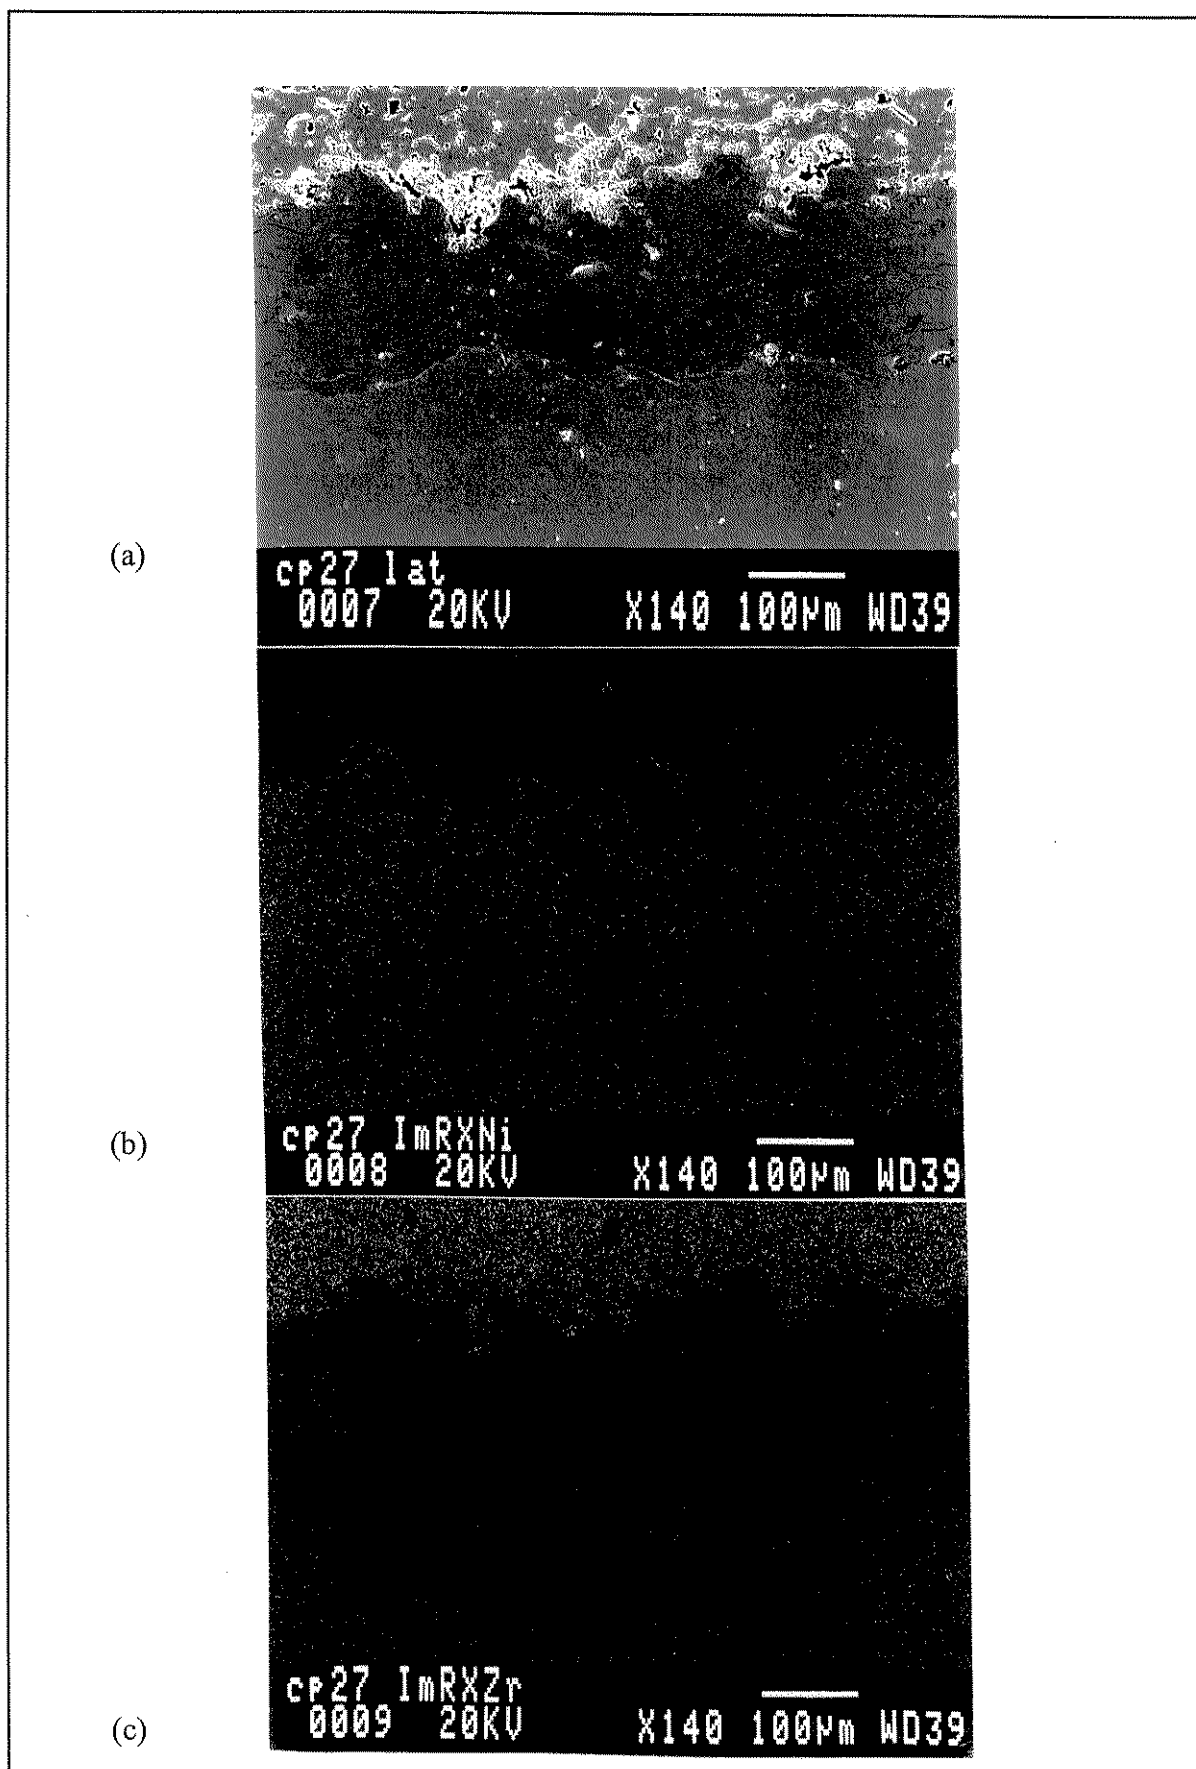 (a)
cp27 lat
0007 20KV X140 100µm WD39
(b)
cp27 ImRXNi
0008 20KV X140 100µm WD39
(c)
cp27 ImRXZr
0009 20KV X140 100µm WD39